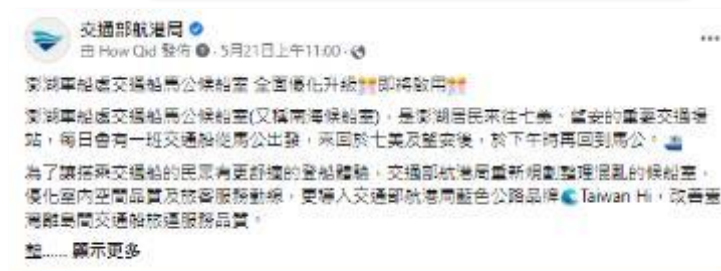 交通部航港局
由 How Qid 發佈 · 5月21日上午11:00 ·
澎湖車船處交通船馬公候船室 全面優化升級🎊即將啟用🎊
澎湖車船處交通船馬公候船室(又稱南海候船室)，是澎湖居民來往七美、望安的重要交通場
站，每日會有一班交通船從馬公出發，來回於七美及望安後，於下午時再回到馬公。🚢
為了讓搭乘交通船的民眾有更舒適的登船體驗，交通部航港局重新規劃整理混亂的候船室，
優化室內空間品質及旅客服務動線，更導入交通部航港局藍色公路品牌🌊Taiwan Hi，改善臺
灣離島間交通船旅運服務品質。
整...... 顯示更多